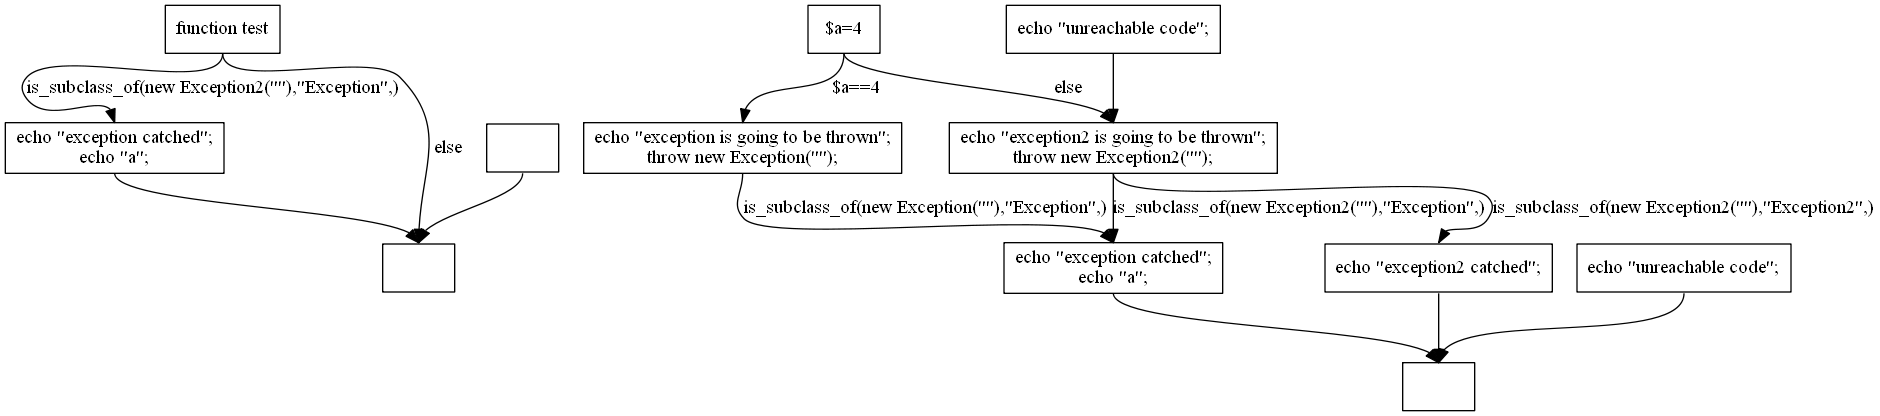 function test
$a=4
echo "unreachable code";
is_subclass_of(new Exception2(""),"Exception",)
$a==4
else
echo "exception catched";
echo "a";
else
echo "exception is going to be thrown";
throw new Exception("");
echo "exception2 is going to be thrown";
throw new Exception2("");
is_subclass_of(new Exception(""),"Exception",)
is_subclass_of(new Exception2(""),"Exception",)
is_subclass_of(new Exception2(""),"Exception2",)
echo "exception catched";
echo "a";
echo "exception2 catched";
echo "unreachable code";